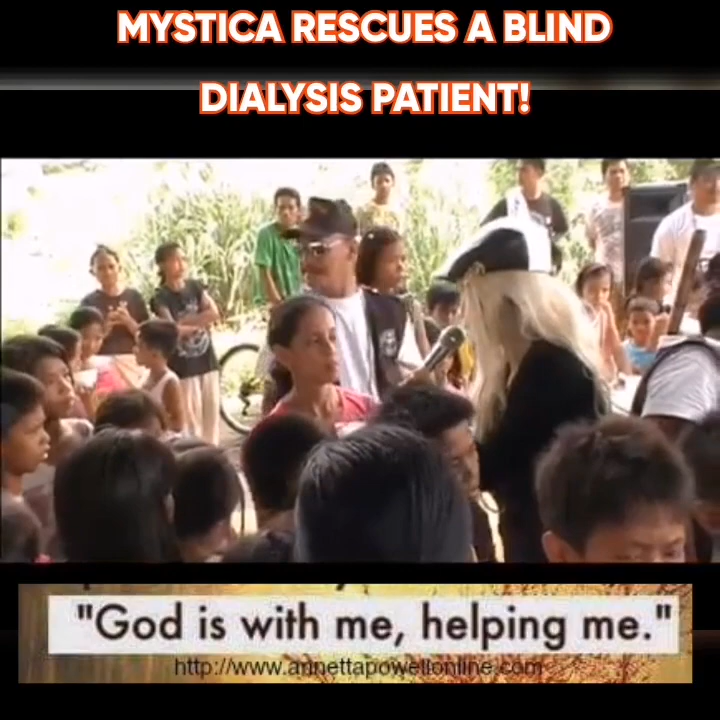 MYSTICA RESCUES A BLIND
DIALYSIS PATIENT!
"God is with me, helping me."
http://www.annettapowellonline.com